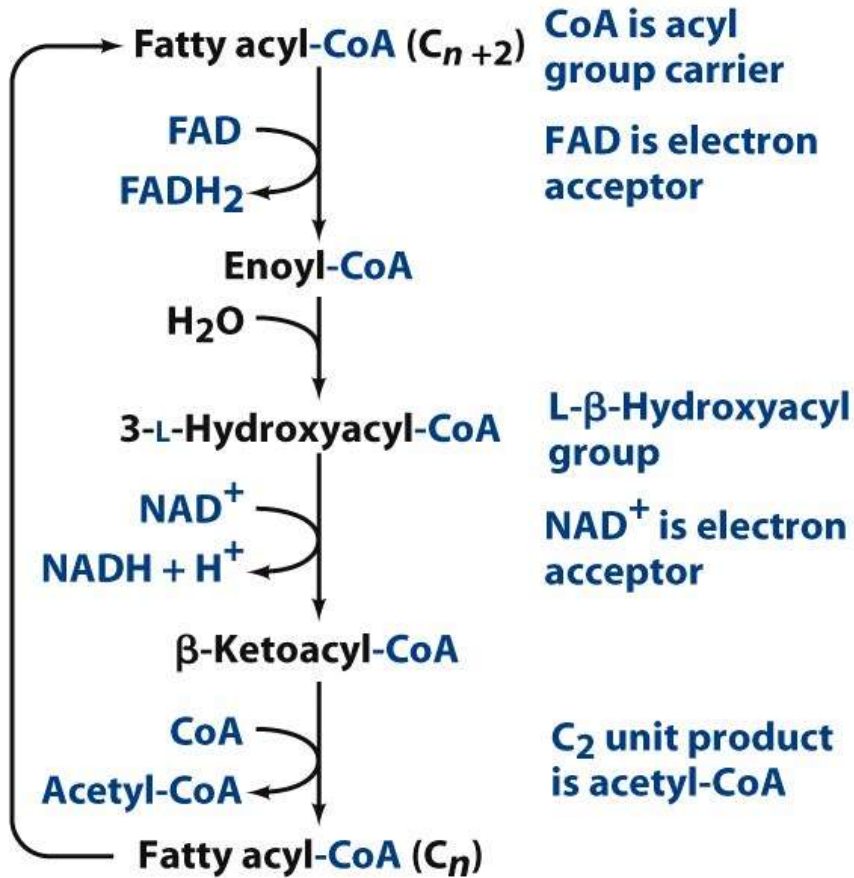 Fatty acyl-CoA (Cn+2)
CoA is acyl
group carrier
FAD
FADH2
FAD is electron
acceptor
Enoyl-CoA
H2O
3-L-Hydroxyacyl-CoA
L-β-Hydroxyacyl
group
NAD+
NADH + H+
NAD+ is electron
acceptor
β-Ketoacyl-CoA
CoA
Acetyl-CoA
C2 unit product
is acetyl-CoA
Fatty acyl-CoA (Cn)